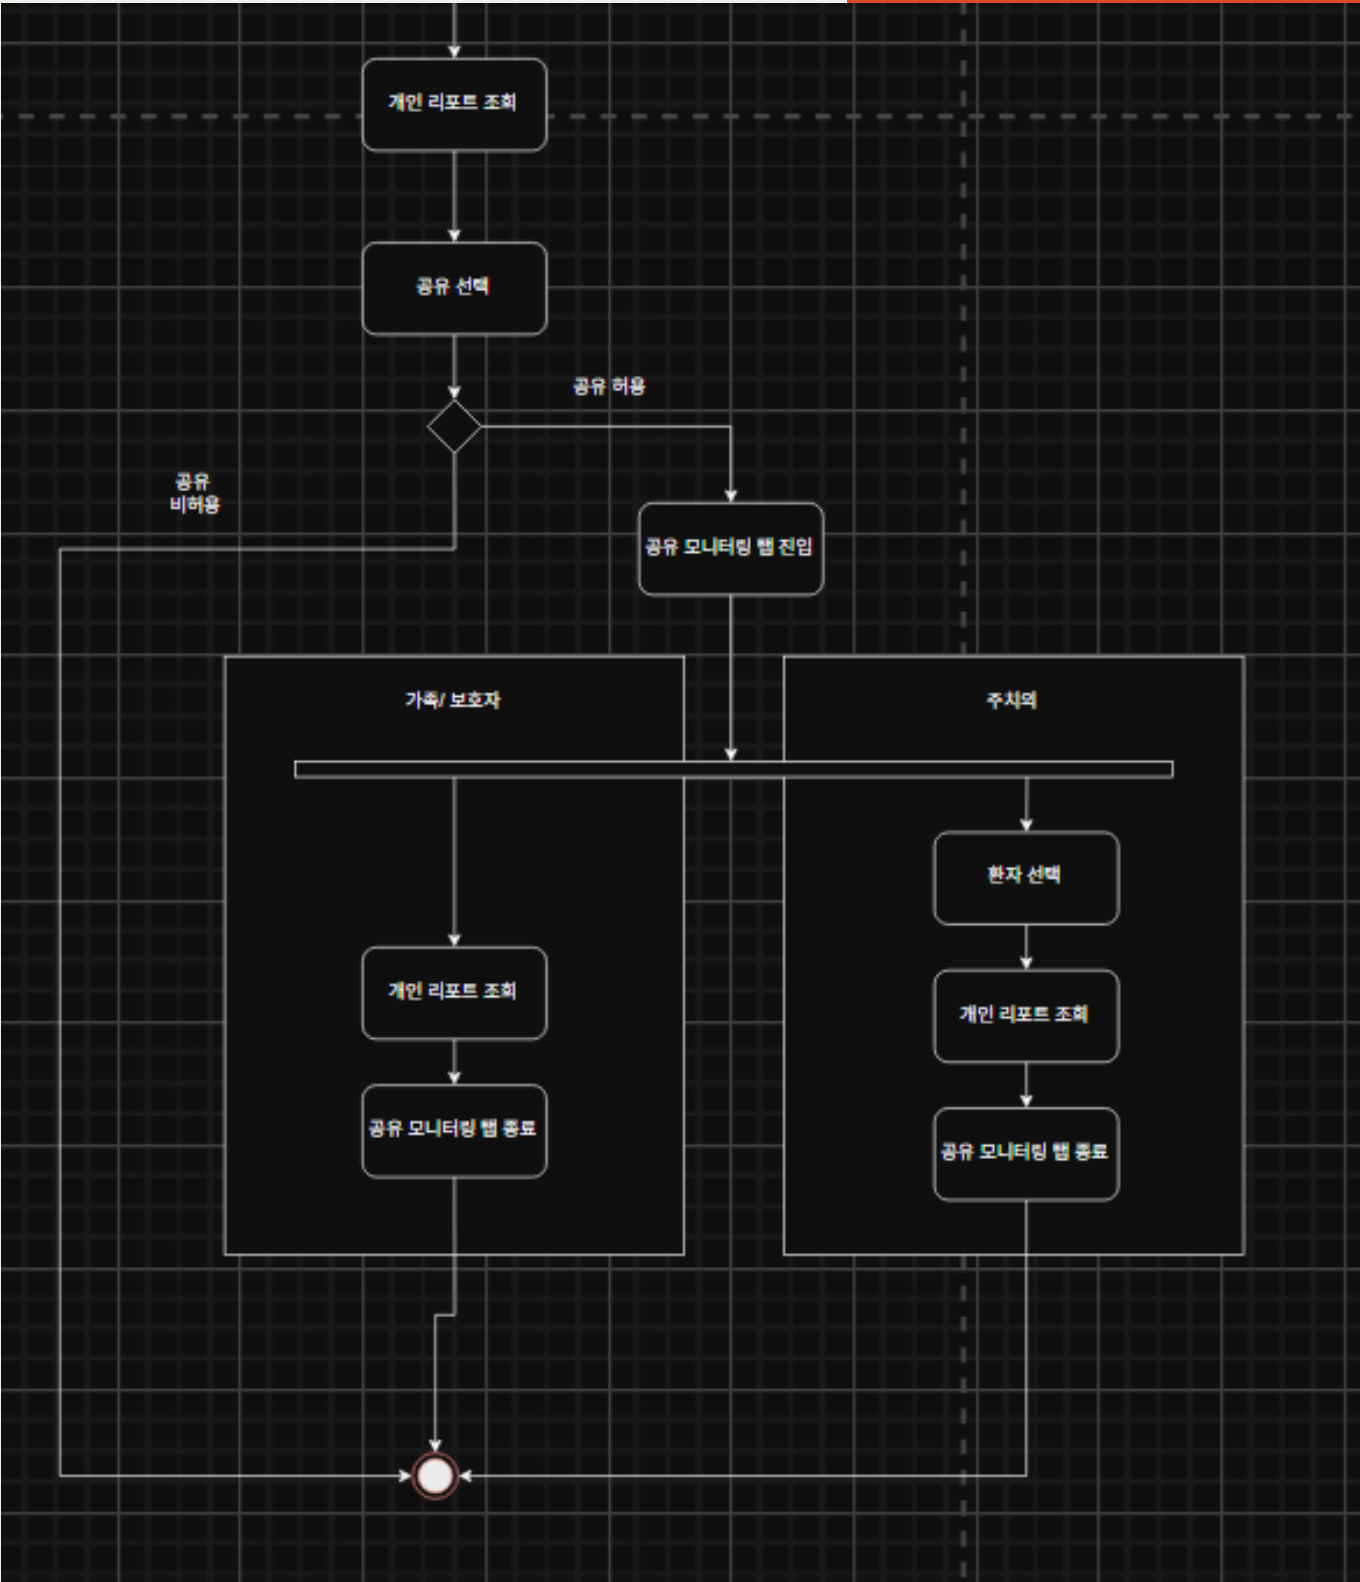 개인 리포트 조회
공유 선택
공유 허용
공유
비허용
공유 모니터링 탭 진입
가족/ 보호자
주치의
환자 선택
개인 리포트 조회
개인 리포트 조회
공유 모니터링 탭 종료
공유 모니터링 탭 종료